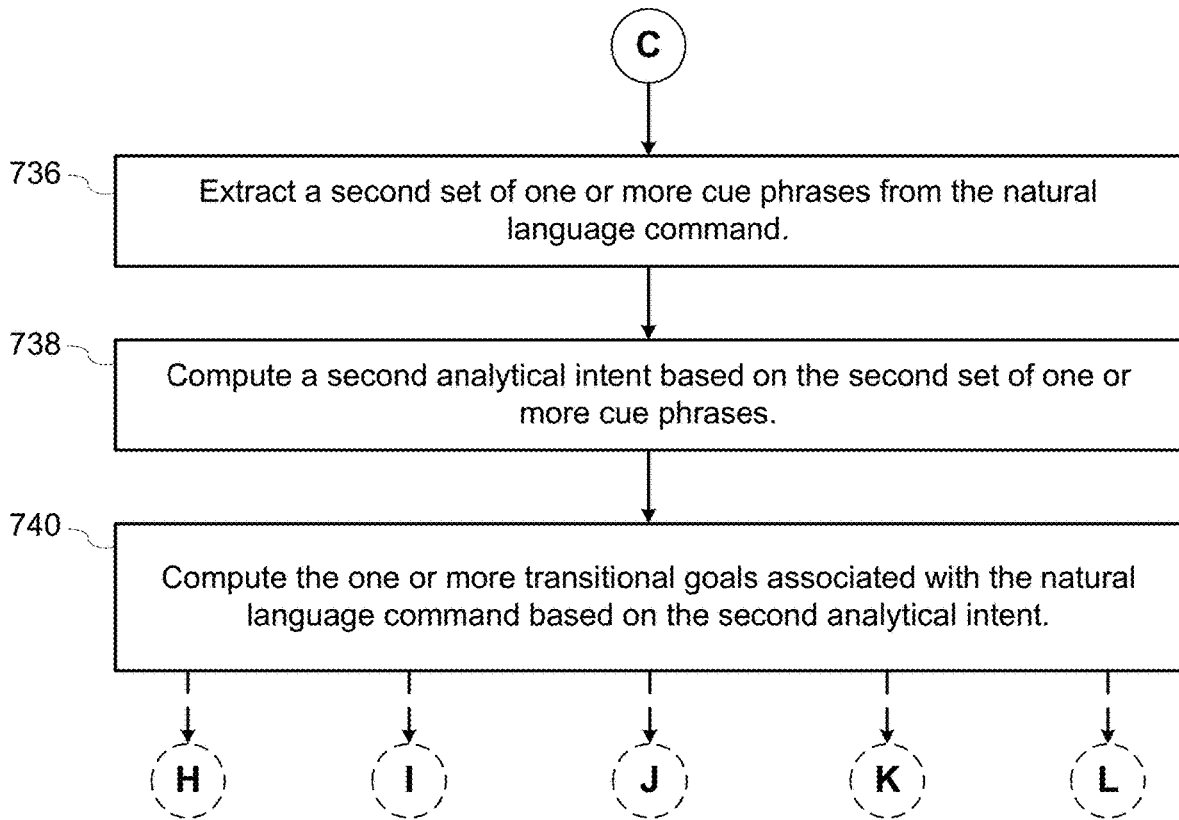 C
736
Extract a second set of one or more cue phrases from the natural
language command.
738
Compute a second analytical intent based on the second set of one or
more cue phrases.
740
Compute the one or more transitional goals associated with the natural
language command based on the second analytical intent.
H I J K L